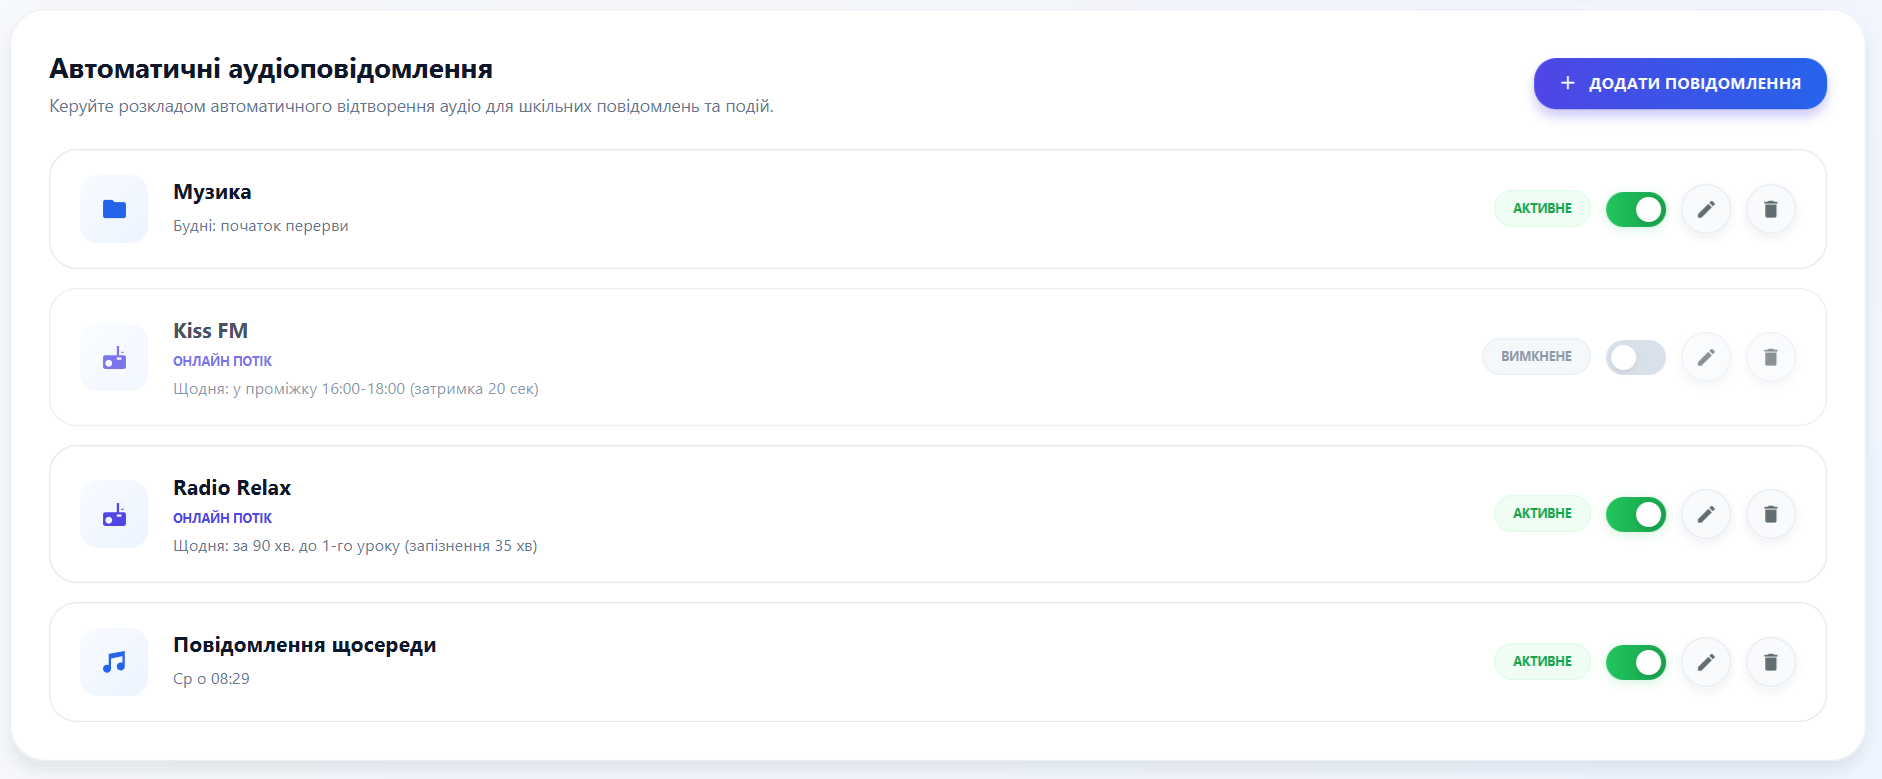 Автоматичні аудіоповідомлення
Керуйте розкладом автоматичного відтворення аудіо для шкільних повідомлень та подій.
+ ДОДАТИ ПОВІДОМЛЕННЯ
Музика
Будні: початок перерви
АКТИВНЕ
Kiss FM
ОНЛАЙН ПОТІК
Щодня: у проміжку 16:00-18:00 (затримка 20 сек)
ВИМКНЕНЕ
Radio Relax
ОНЛАЙН ПОТІК
Щодня: за 90 хв. до 1-го уроку (запізнення 35 хв)
АКТИВНЕ
Повідомлення щосереди
Ср о 08:29
АКТИВНЕ